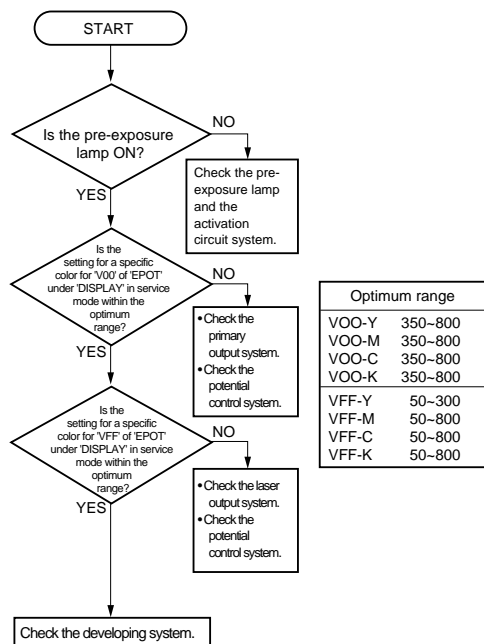 START
Is the pre-exposure
lamp ON?
NO
YES
Check the pre-
exposure lamp
and the
activation
circuit system.
Is the
setting for a specific
color for 'V00' of 'EPOT'
under 'DISPLAY' in service
mode within the
optimum
range?
NO
YES
•Check the
primary
output system.
•Check the
potential
control system.
Optimum range
VOO-Y 350~800
VOO-M 350~800
VOO-C 350~800
VOO-K 350~800
VFF-Y 50~300
VFF-M 50~800
VFF-C 50~800
VFF-K 50~800
Is the
setting for a specific
color for 'VFF' of 'EPOT'
under 'DISPLAY' in service
mode within the
optimum
range?
NO
YES
•Check the laser
output system.
•Check the
potential
control system.
Check the developing system.